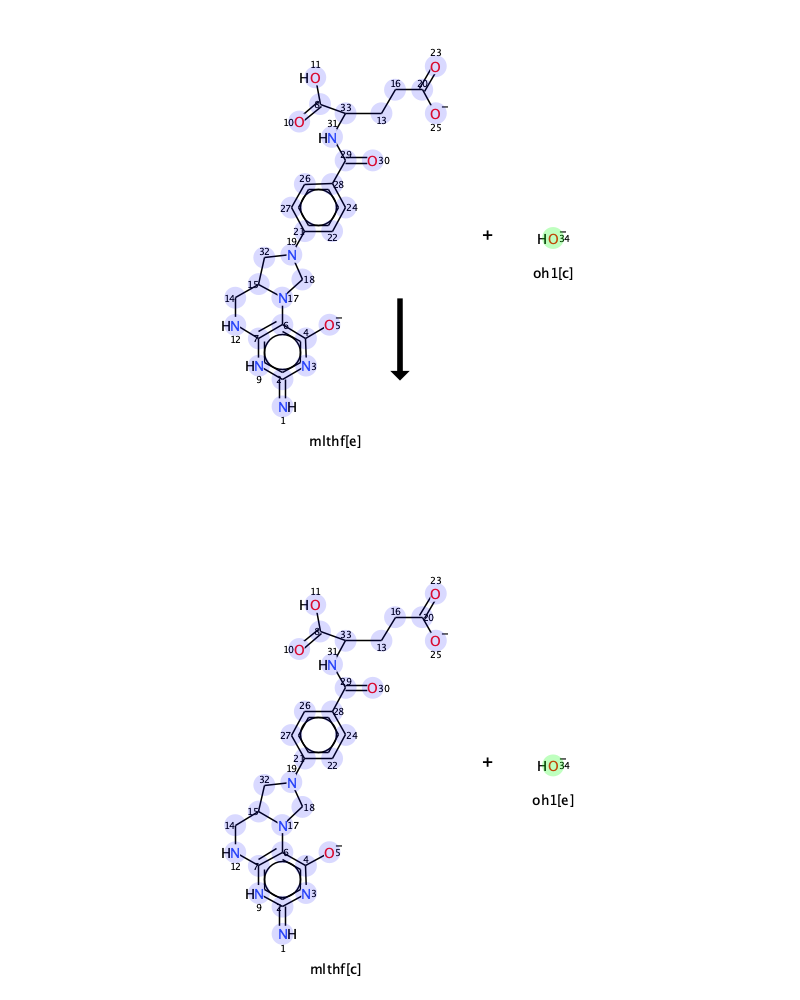 23
11
HO
O
16
20
8
33
13
O⁻
10 O
31
25
HN
29
O 30
26
28
27
24
21
22
19
32
N
15
18
14
N 17
+
HO⁻ 34
oh1[c]
HN
6
O⁻ 5
12
7
4
HN
N 3
9
2
NH
1
mlthf[e]
23
11
HO
O
16
20
8
33
13
O⁻
10 O
31
25
HN
29
O 30
26
28
27
24
21
22
19
32
N
15
18
14
N 17
+
HO⁻ 34
oh1[e]
HN
6
O⁻ 5
12
7
4
HN
N 3
9
2
NH
1
mlthf[c]